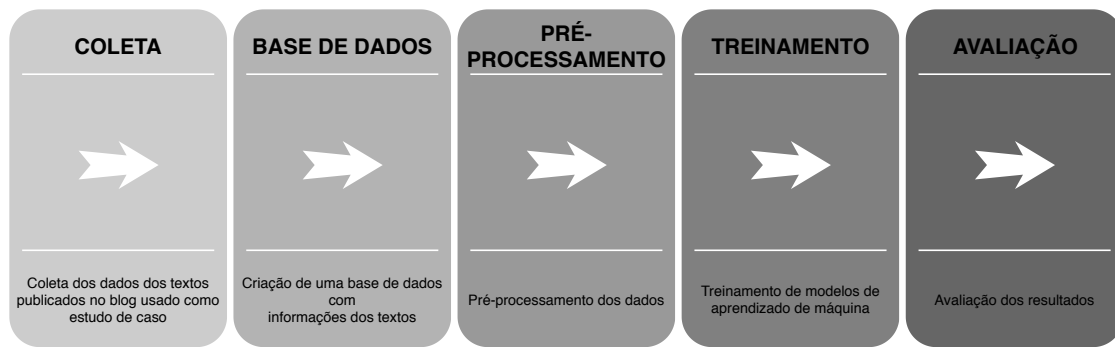 COLETA
Coleta dos dados dos textos
publicados no blog usado como
estudo de caso
BASE DE DADOS
Criação de uma base de dados
com
informações dos textos
PRÉ-
PROCESSAMENTO
Pré-processamento dos dados
TREINAMENTO
Treinamento de modelos de
aprendizado de máquina
AVALIAÇÃO
Avaliação dos resultados